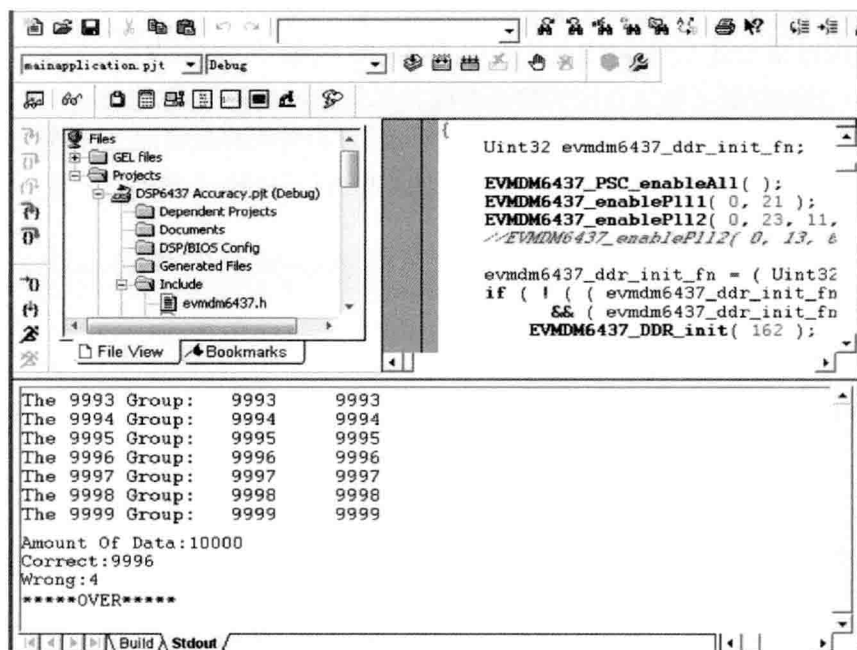 mainapplication.pjt
Debug
Files
GEL files
Projects
DSP6437 Accuracy.pjt (Debug)
Dependent Projects
Documents
DSP/BIOS Config
Generated Files
Include
evmdm6437.h
File View
Bookmarks
{
Uint32 evmdm6437_ddr_init_fn;
EVMDM6437_PSC_enableAll( );
EVMDM6437_enablePll1( 0, 21 );
EVMDM6437_enablePll2( 0, 23, 11,
//EVMDM6437_enablePll2( 0, 13,
evmdm6437_ddr_init_fn = ( Uint32
if ( ! ( ( evmdm6437_ddr_init_fn
&& ( evmdm6437_ddr_init_fn
EVMDM6437_DDR_init( 162 );
The 9993 Group: 9993 9993
The 9994 Group: 9994 9994
The 9995 Group: 9995 9995
The 9996 Group: 9996 9996
The 9997 Group: 9997 9997
The 9998 Group: 9998 9998
The 9999 Group: 9999 9999
Amount Of Data:10000
Correct:9996
Wrong:4
*****OVER*****
Build
Stdout